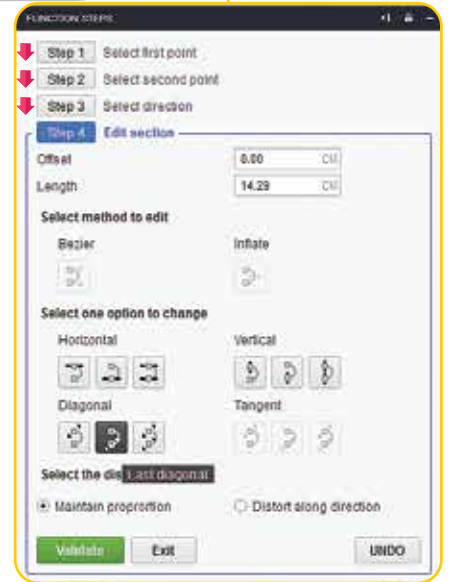 FUNCTION STEPS
Step 1 Select first point
Step 2 Select second point
Step 3 Select direction
Step 4 Edit section
Offset 0.00 CM
Length 14.29 CM
Select method to edit
Bezier Inflate
Select one option to change
Horizontal Vertical
Diagonal Tangent
Select the dis Last diagonal
Maintain proprortion Distort along direction
Validate Exit UNDO